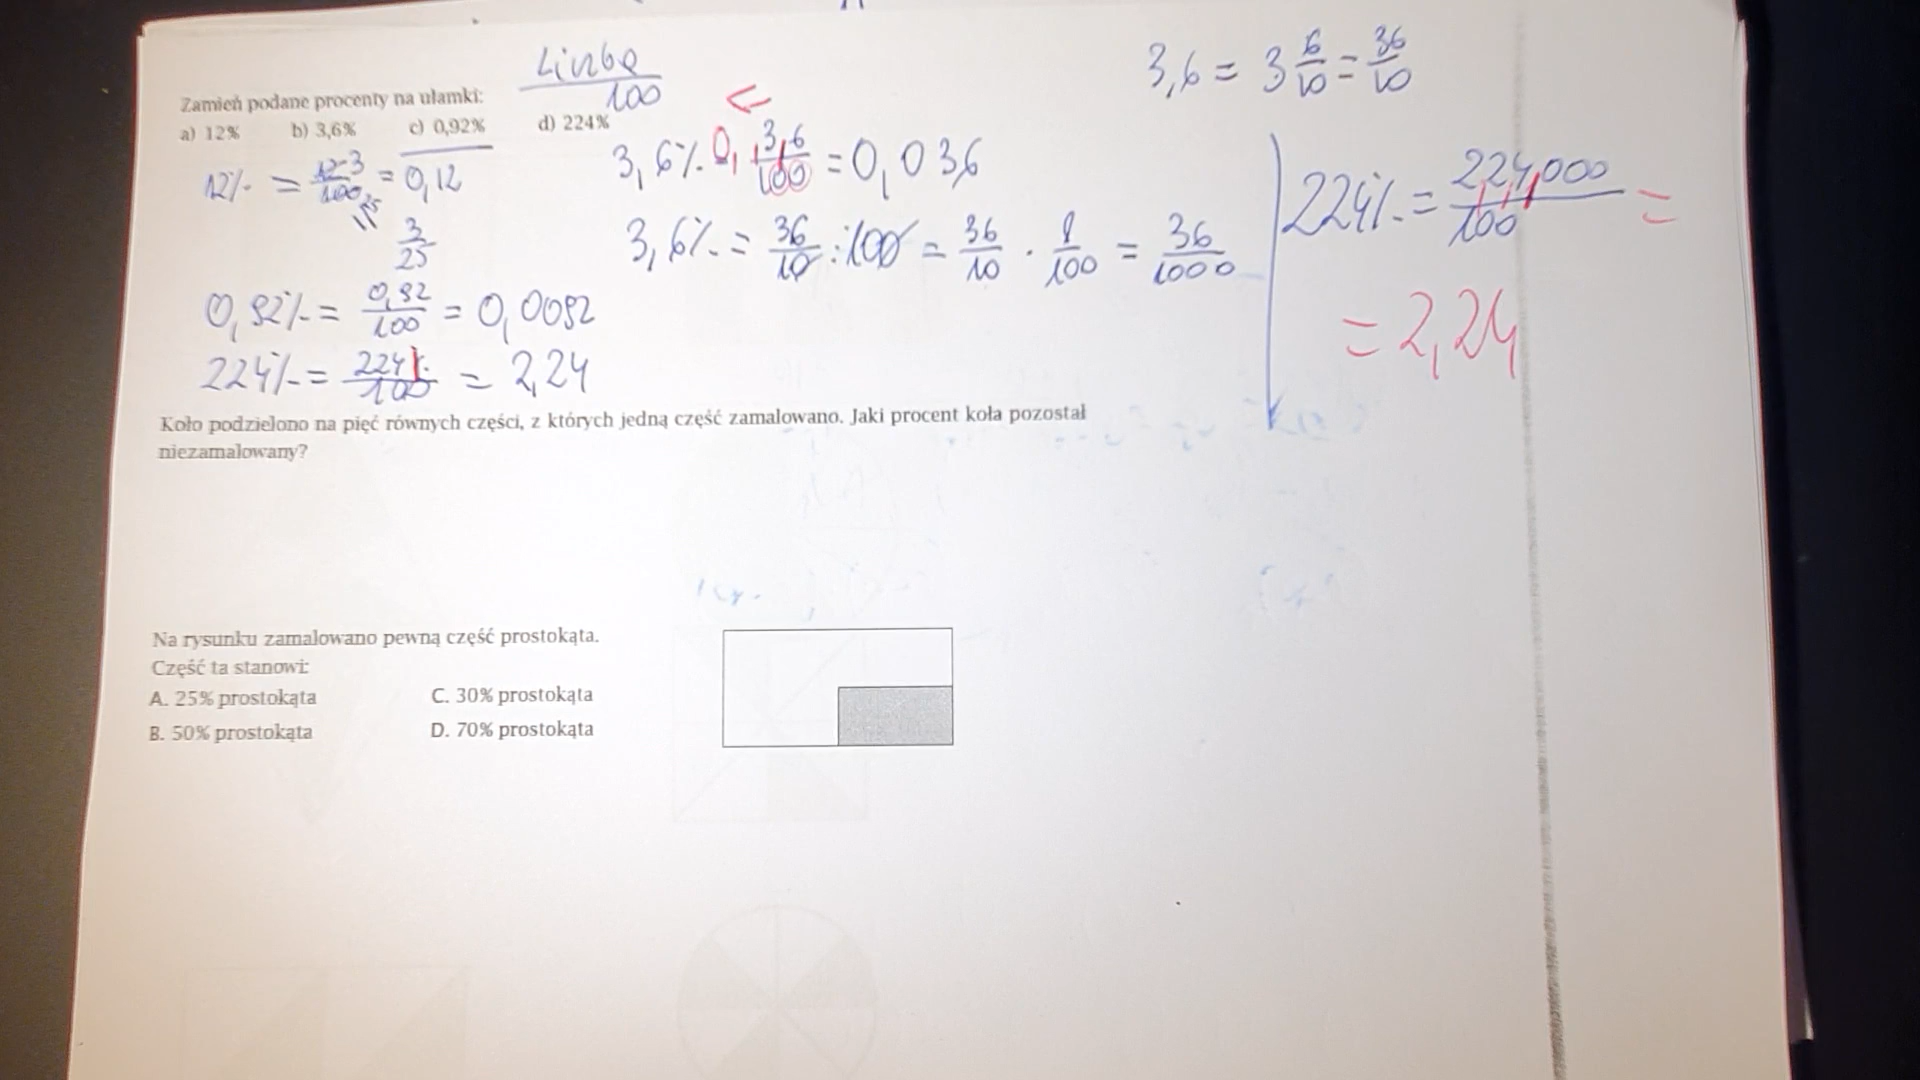 Liczba
100
3,6 = 3 6/10 = 36/10
Zamień podane procenty na ułamki:
a) 12% b) 3,6% c) 0,92% d) 224%
12% = 12/100 = 0,12
3
25
3/25
3,6% 0, 3,6/100 = 0,036
3,6% = 36/10 : 100 = 36/10 · 1/100 = 36/1000
224% = 224,000/100 =
= 2,24
0,92% = 0,92/100 = 0,0092
224% = 224/100 = 2,24
Koło podzielono na pięć równych części, z których jedną część zamalowano. Jaki procent koła pozostał
niezamalowany?
Na rysunku zamalowano pewną część prostokąta.
Część ta stanowi:
A. 25% prostokąta C. 30% prostokąta
B. 50% prostokąta D. 70% prostokąta